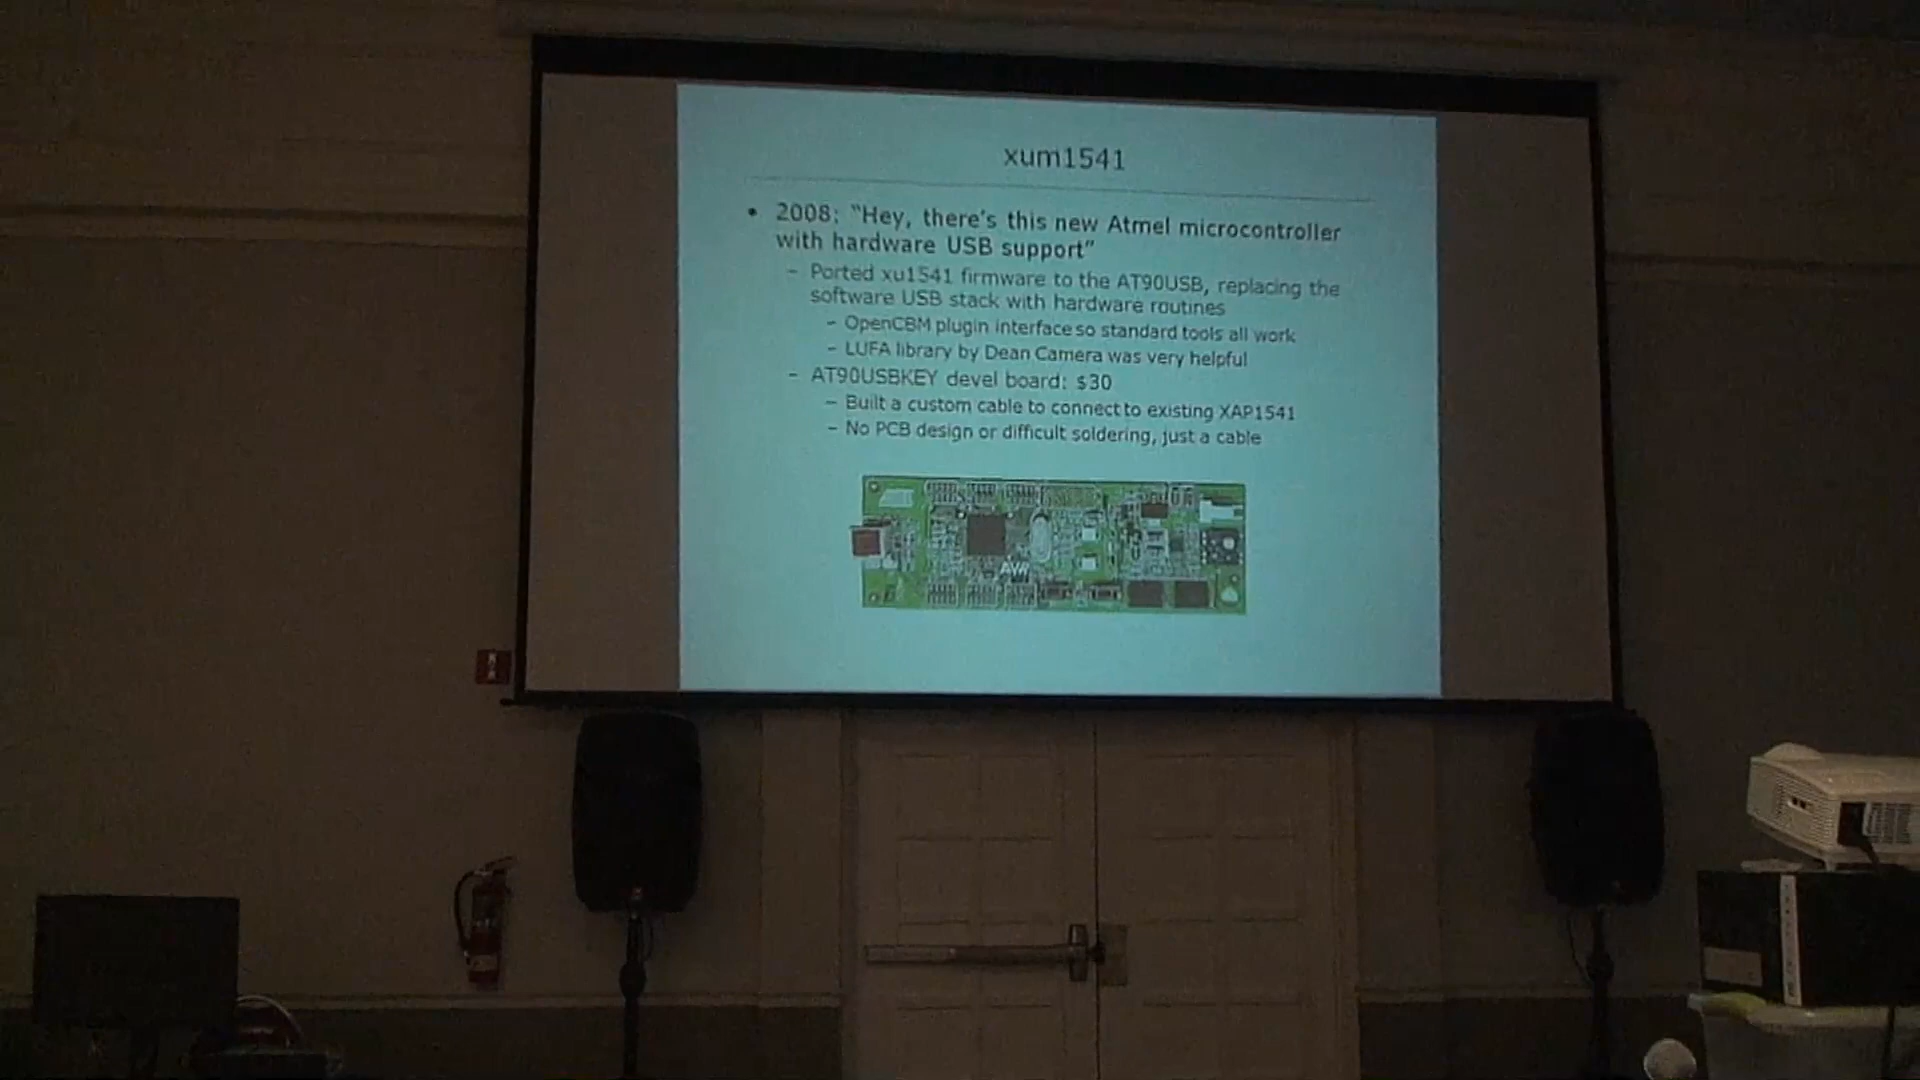 xum1541
• 2008: “Hey, there’s this new Atmel microcontroller
with hardware USB support”
– Ported xu1541 firmware to the AT90USB, replacing the
software USB stack with hardware routines
– OpenCBM plugin interface so standard tools all work
– LUFA library by Dean Camera was very helpful
– AT90USBKEY devel board: $30
– Built a custom cable to connect to existing XAP1541
– No PCB design or difficult soldering, just a cable
AVR